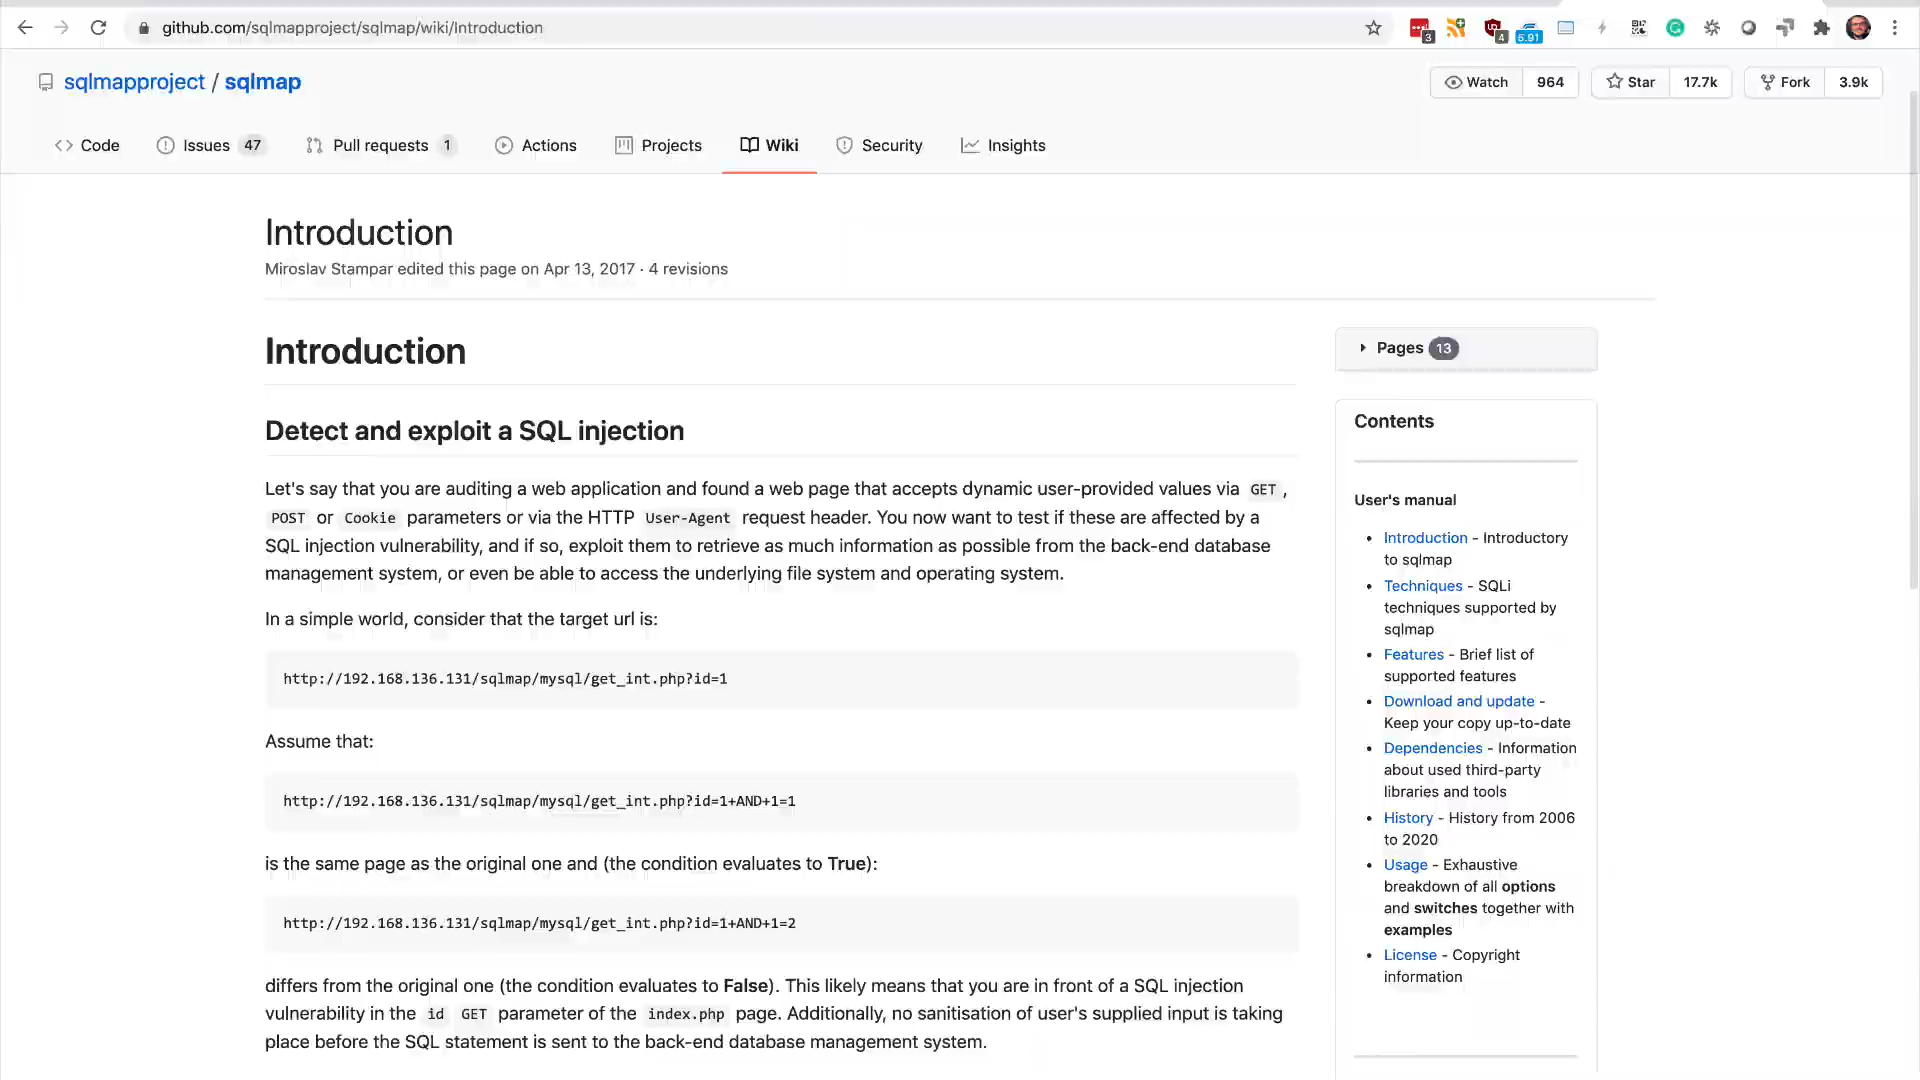 github.com/sqlmapproject/sqlmap/wiki/Introduction
3
4
5.91
sqlmapproject / sqlmap
Watch 964
Star 17.7k
Fork 3.9k
Code
Issues 47
Pull requests 1
Actions
Projects
Wiki
Security
Insights
Introduction
Miroslav Stampar edited this page on Apr 13, 2017 · 4 revisions
Introduction
Detect and exploit a SQL injection
Let's say that you are auditing a web application and found a web page that accepts dynamic user-provided values via GET ,
POST or Cookie parameters or via the HTTP User-Agent request header. You now want to test if these are affected by a
SQL injection vulnerability, and if so, exploit them to retrieve as much information as possible from the back-end database
management system, or even be able to access the underlying file system and operating system.
In a simple world, consider that the target url is:
http://192.168.136.131/sqlmap/mysql/get_int.php?id=1
Assume that:
http://192.168.136.131/sqlmap/mysql/get_int.php?id=1+AND+1=1
is the same page as the original one and (the condition evaluates to True):
http://192.168.136.131/sqlmap/mysql/get_int.php?id=1+AND+1=2
differs from the original one (the condition evaluates to False). This likely means that you are in front of a SQL injection
vulnerability in the id GET parameter of the index.php page. Additionally, no sanitisation of user's supplied input is taking
place before the SQL statement is sent to the back-end database management system.
Pages 13
Contents
User's manual
Introduction - Introductory
to sqlmap
Techniques - SQLi
techniques supported by
sqlmap
Features - Brief list of
supported features
Download and update -
Keep your copy up-to-date
Dependencies - Information
about used third-party
libraries and tools
History - History from 2006
to 2020
Usage - Exhaustive
breakdown of all options
and switches together with
examples
License - Copyright
information